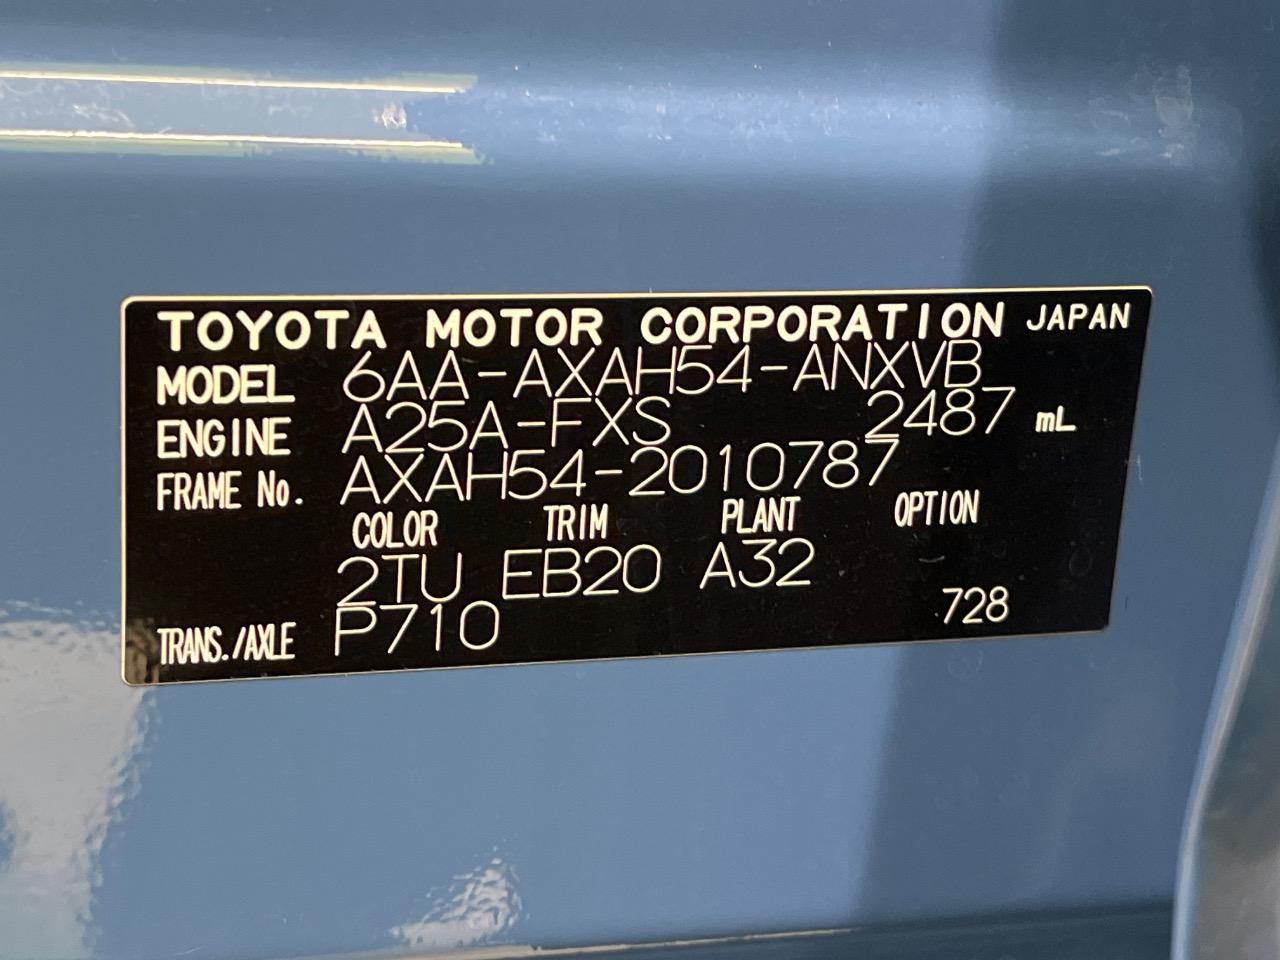 TOYOTA MOTOR CORPORATION JAPAN
MODEL 6AA-AXAH54-ANXVB
ENGINE A25A-FXS 2487 mL
FRAME No. AXAH54-2010787
COLOR TRIM PLANT OPTION
2TU EB20 A32
TRANS./AXLE P710 728